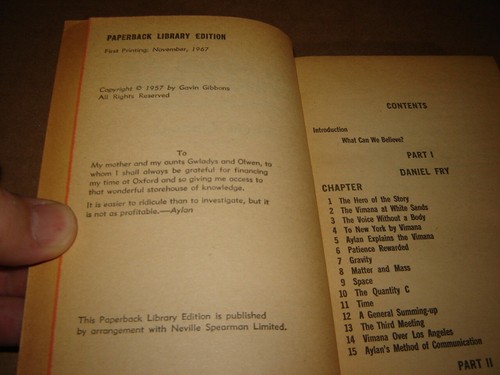 PAPERBACK LIBRARY EDITION
First Printing, November, 1967
Copyright © 1957 by Gavin Gibbons
All Rights Reserved
To
My mother and my aunts Gwladys and Olwen, to
whom I shall always be grateful for financing
my time at Oxford and so giving me access to
that wonderful storehouse of knowledge.
It is easier to ridicule than to investigate, but it
is not as profitable.—Aylan
This Paperback Library Edition is published
by arrangement with Neville Spearman Limited.
CONTENTS
Introduction
What Can We Believe?
PART I
DANIEL FRY
CHAPTER
1 The Hero of the Story
2 The Vimana at White Sands
3 The Voice Without a Body
4 To New York by Vimana
5 Aylan Explains the Vimana
6 Patience Rewarded
7 Gravity
8 Matter and Mass
9 Space
10 The Quantity C
11 Time
12 A General Summing-up
13 The Third Meeting
14 Vimana Over Los Angeles
15 Aylan's Method of Communication
PART II